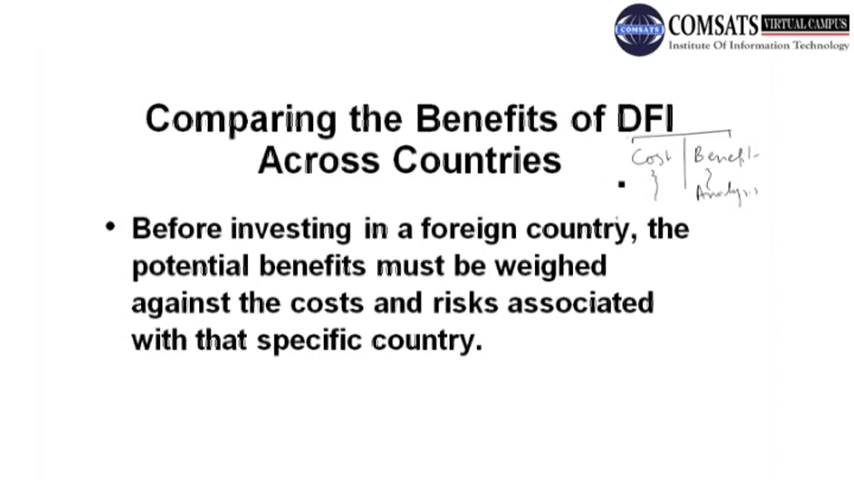 COMSATS
COMSATS VIRTUAL CAMPUS
Institute Of Information Technology
Comparing the Benefits of DFI
Across Countries
Cost Benefit
Analysis
• Before investing in a foreign country, the
potential benefits must be weighed
against the costs and risks associated
with that specific country.